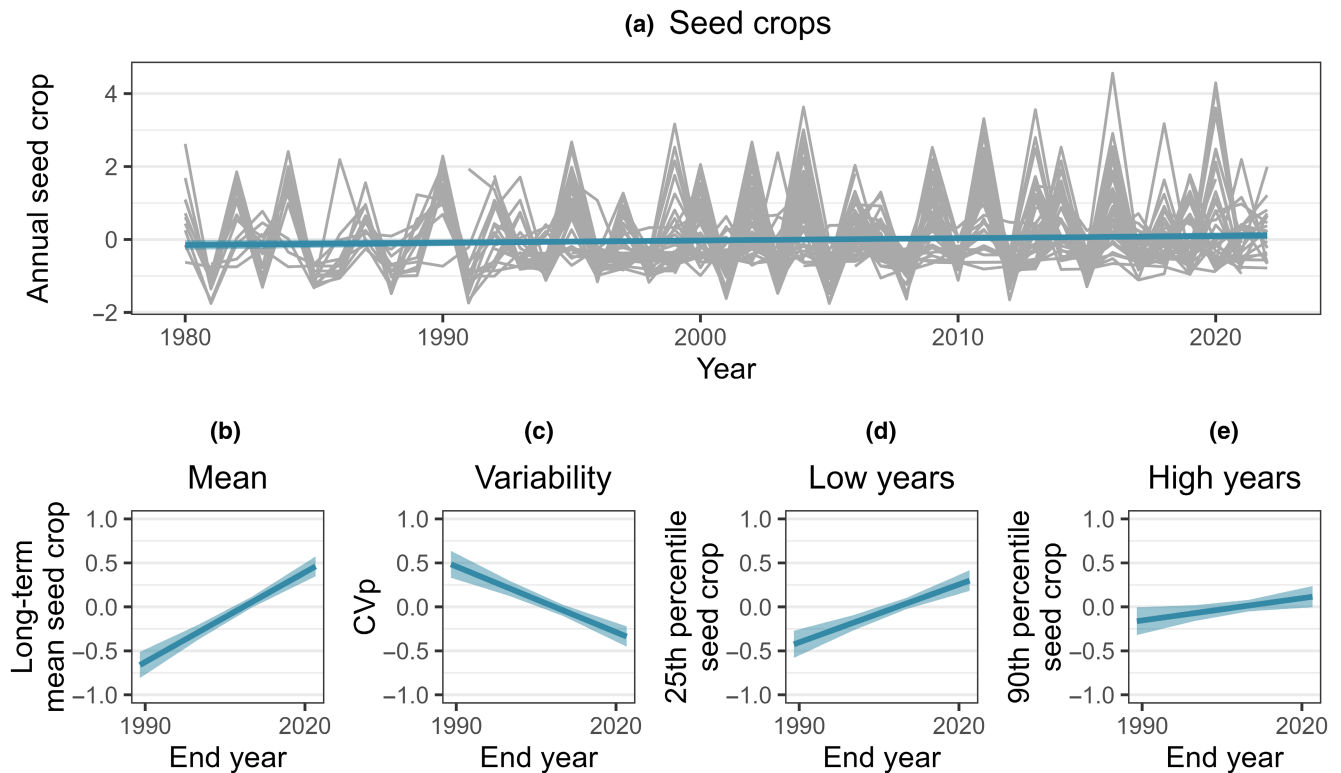 (a) Seed crops
Annual seed crop
4
2
0
−2
1980 1990 2000 2010 2020
Year
(b)
Mean
Long-term
mean seed crop
1.0
0.5
0.0
−0.5
−1.0
1990 2020
End year
(c)
Variability
CVp
1.0
0.5
0.0
−0.5
−1.0
1990 2020
End year
(d)
Low years
25th percentile
seed crop
1.0
0.5
0.0
−0.5
−1.0
1990 2020
End year
(e)
High years
90th percentile
seed crop
1.0
0.5
0.0
−0.5
−1.0
1990 2020
End year